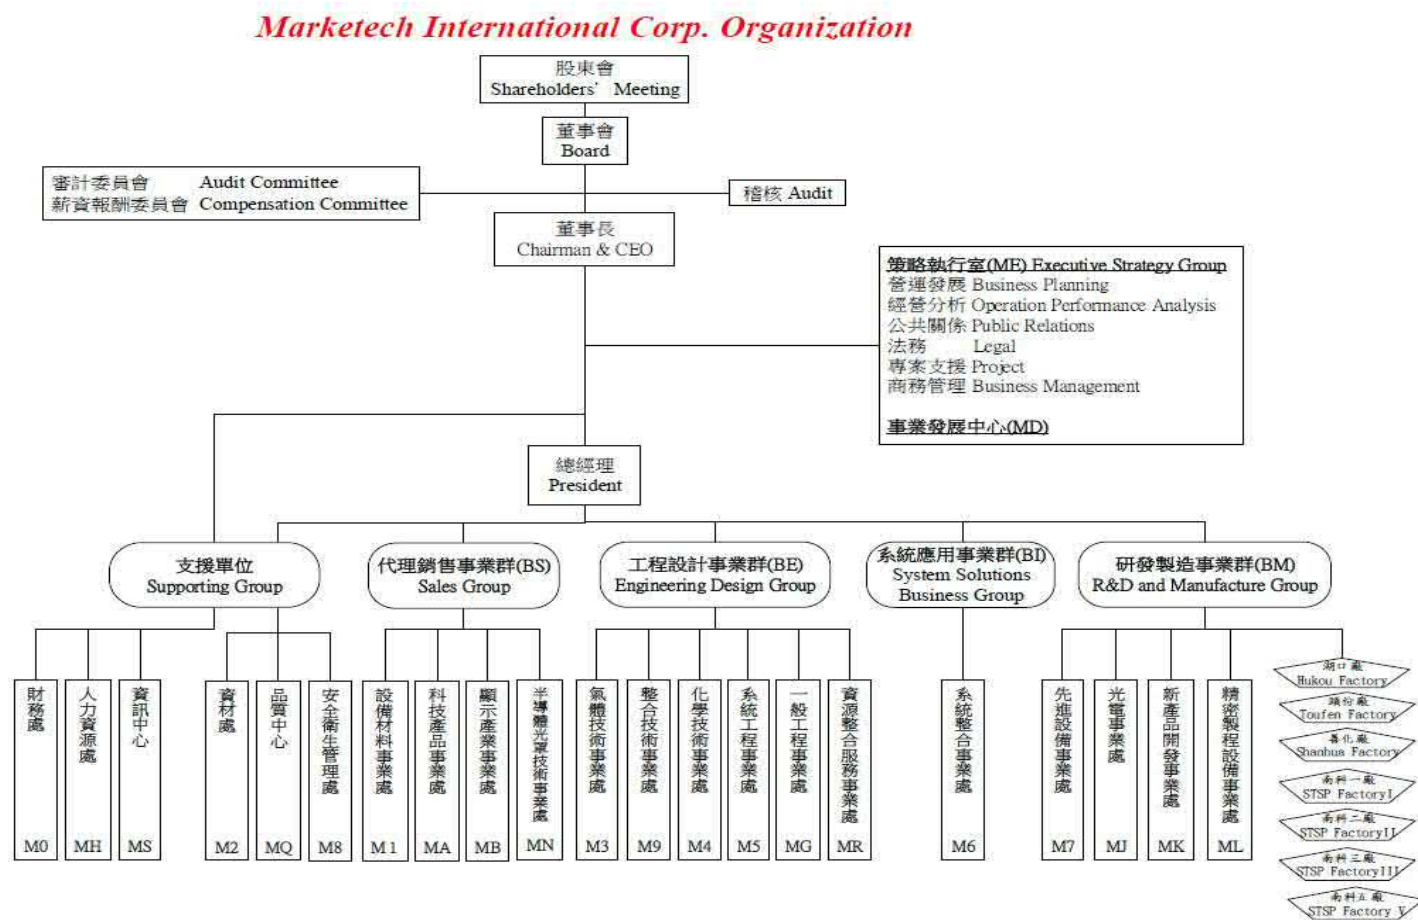 Marketech International Corp. Organization
股東會
Shareholders' Meeting
董事會
Board
審計委員會 Audit Committee
薪資報酬委員會 Compensation Committee
稽核 Audit
董事長
Chairman & CEO
策略執行室(ME) Executive Strategy Group
營運發展 Business Planning
經營分析 Operation Performance Analysis
公共關係 Public Relations
法務 Legal
專案支援 Project
商務管理 Business Management
事業發展中心(MD)
總經理
President
支援單位
Supporting Group
代理銷售事業群(BS)
Sales Group
工程設計事業群(BE)
Engineering Design Group
系統應用事業群(BI)
System Solutions
Business Group
研發製造事業群(BM)
R&D and Manufacture Group
財務處
M0
人力資源處
MH
資訊中心
MS
資材處
M2
品質中心
MQ
安全衛生管理處
M8
設備材料事業處
M1
科技產品事業處
MA
顯示產業事業處
MB
半導體光罩技術事業處
MN
氣體技術事業處
M3
整合技術事業處
M9
化學技術事業處
M4
系統工程事業處
M5
一般工程事業處
MG
資源整合服務事業處
MR
系統整合事業處
M6
先進設備事業處
M7
光電事業處
MJ
新產品開發事業處
MK
精密製程設備事業處
ML
湖口廠
Hukou Factory
頭份廠
Toufen Factory
善化廠
Shanhua Factory
南科一廠
STSP FactoryI
南科二廠
STSP FactoryII
南科三廠
STSP FactoryIII
南科五廠
STSP Factory V